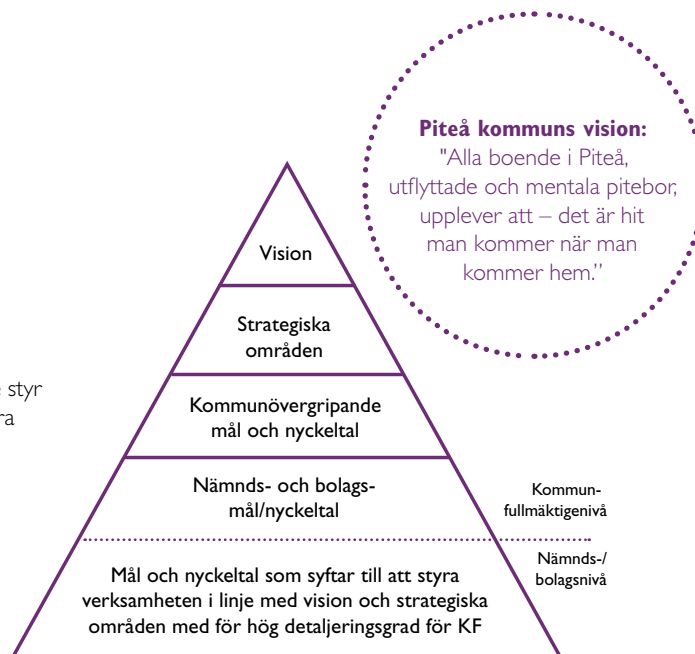 Piteå kommuns vision:
"Alla boende i Piteå,
utflyttade och mentala pitebor,
upplever att – det är hit
man kommer när man
kommer hem.”
Vision
Strategiska
områden
styr
ra
Kommunövergripande
mål och nyckeltal
Nämnds- och bolags-
mål/nyckeltal
Kommun-
fullmäktigenivå
Nämnds-/
bolagsnivå
Mål och nyckeltal som syftar till att styra
verksamheten i linje med vision och strategiska
områden med för hög detaljeringsgrad för KF